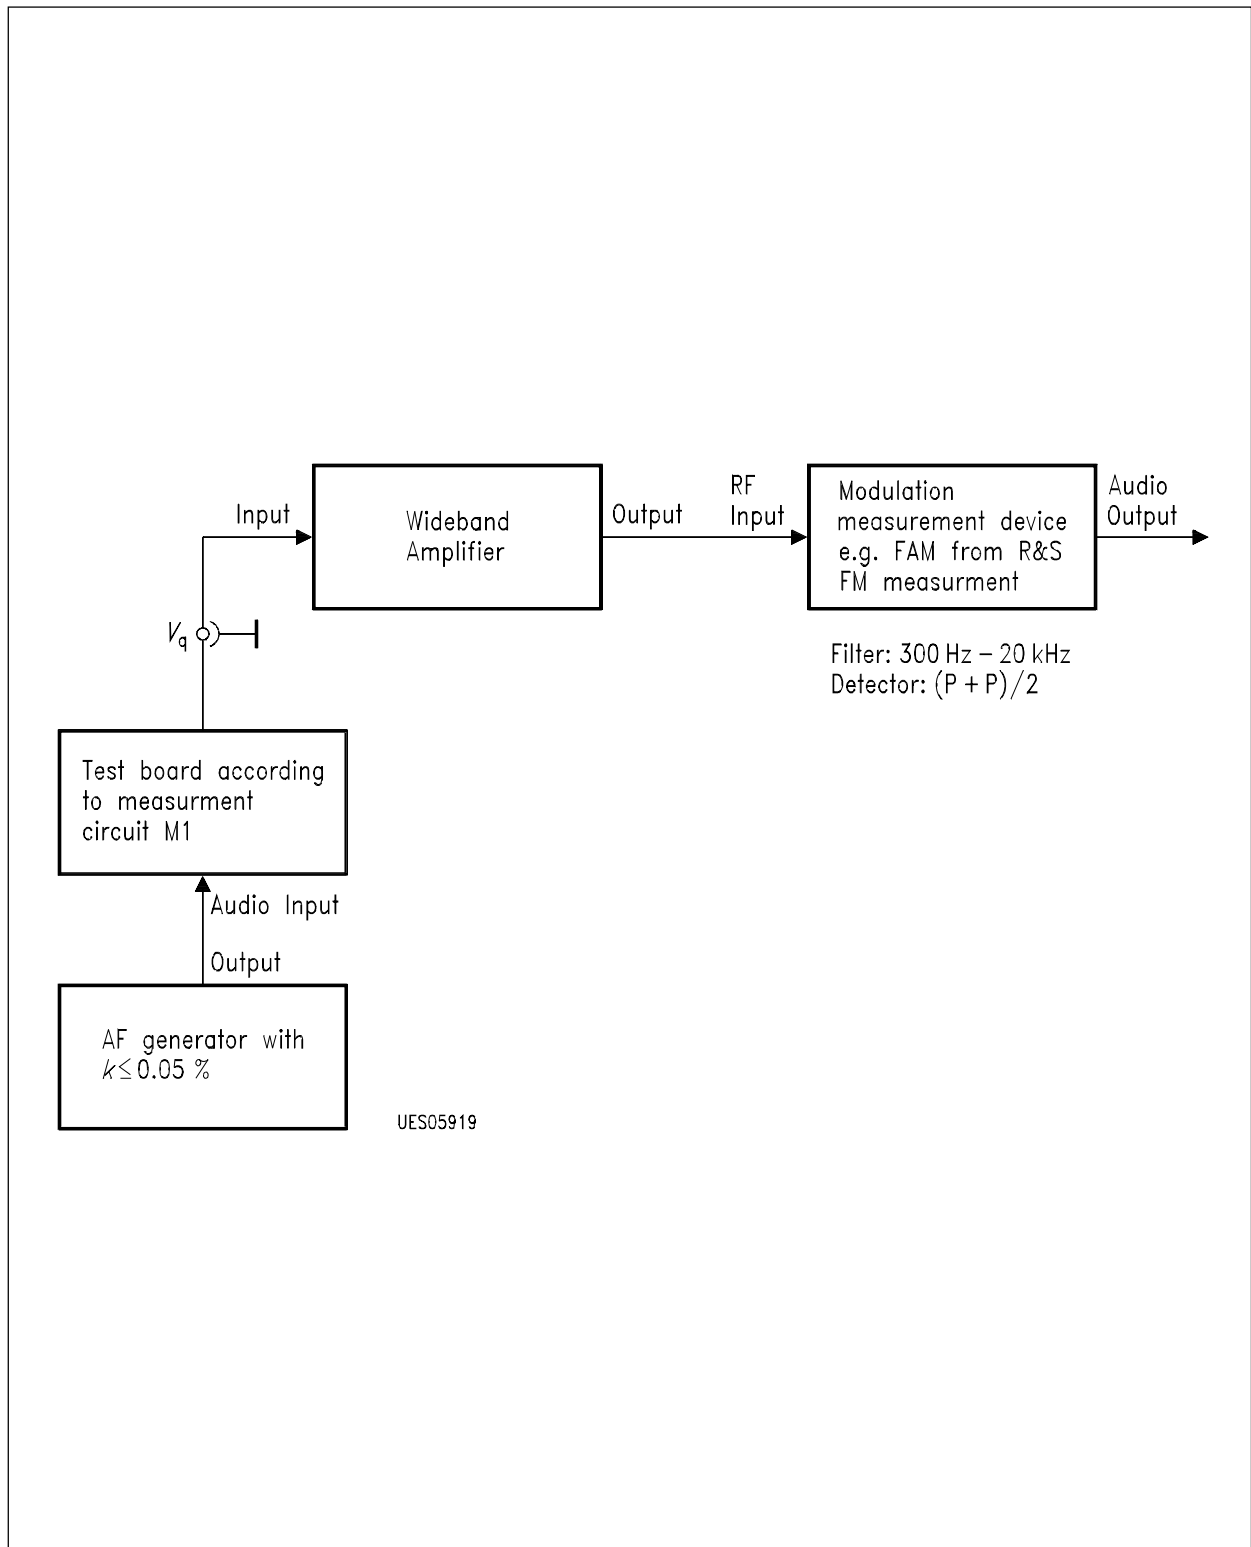 Input
Wideband
Amplifier
Output
RF
Input
Modulation
measurement device
e.g. FAM from R&S
FM measurment
Audio
Output
Filter: 300 Hz – 20 kHz
Detector: (P + P)/2
Vq
Test board according
to measurment
circuit M1
Audio Input
Output
AF generator with
k≤0.05 %
UES05919